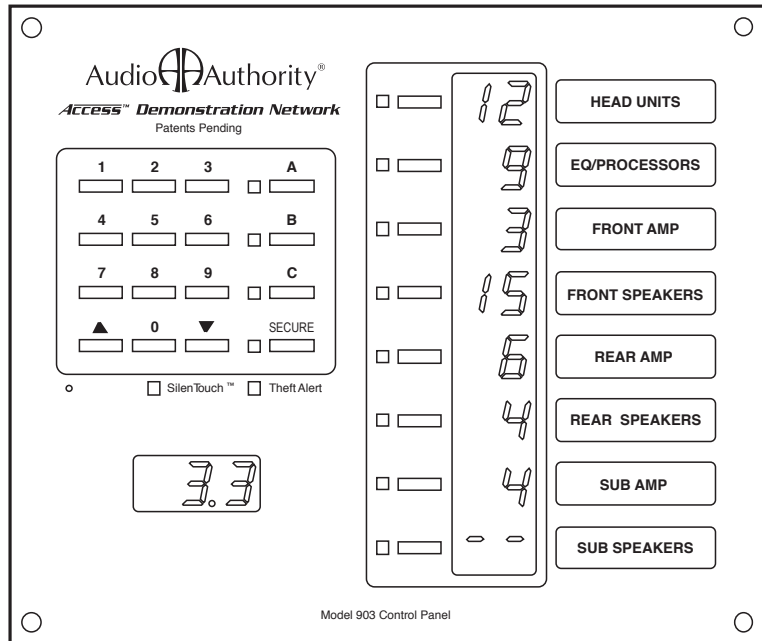 Audio Authority®
Access™ Demonstration Network
Patents Pending
1 2 3 A
4 5 6 B
7 8 9 C
▲ 0 ▼ SECURE
SilenTouch™ Theft Alert
3.3
12 HEAD UNITS
9 EQ/PROCESSORS
3 FRONT AMP
15 FRONT SPEAKERS
6 REAR AMP
4 REAR SPEAKERS
4 SUB AMP
- - SUB SPEAKERS
Model 903 Control Panel